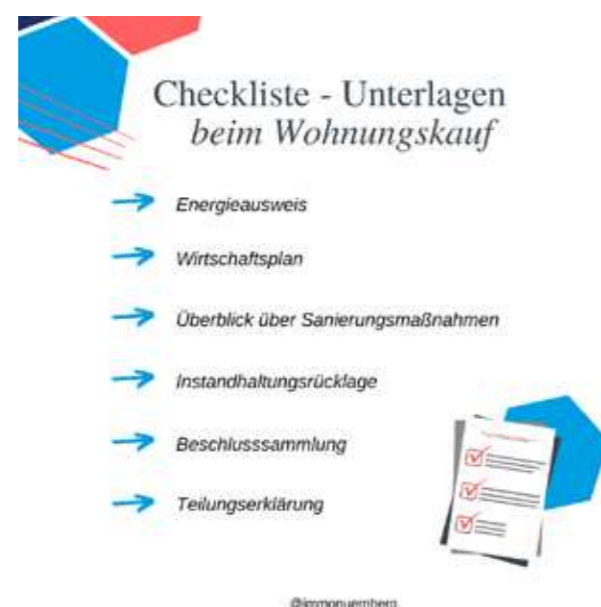 Checkliste - Unterlagen
beim Wohnungskauf
Energieausweis
Wirtschaftsplan
Überblick über Sanierungsmaßnahmen
Instandhaltungsrücklage
Beschlusssammlung
Teilungserklärung